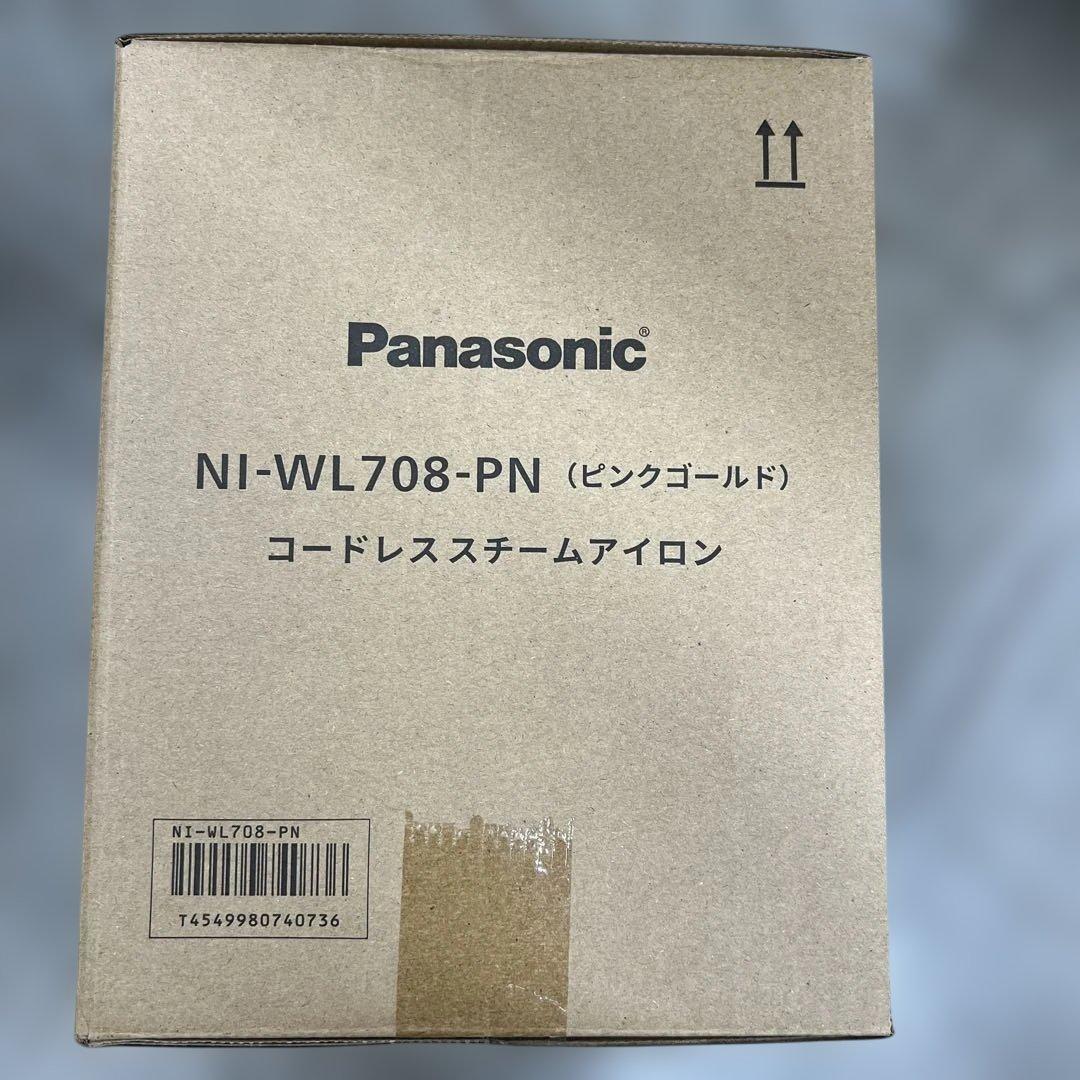 Panasonic®
NI-WL708-PN（ピンクゴールド）
コードレススチームアイロン
NI-WL708-PN
T4549980740736